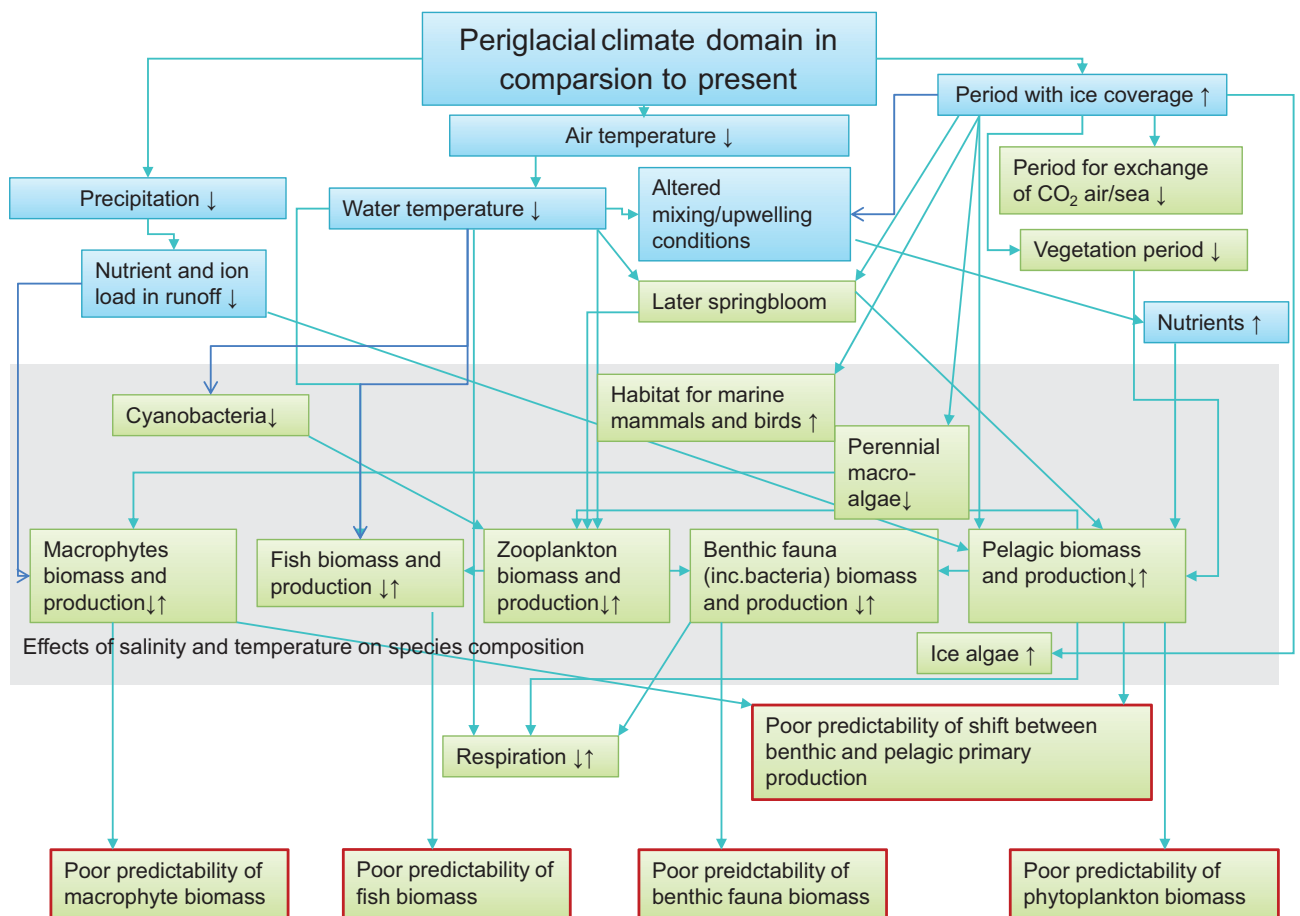 Periglacial climate domain in
comparsion to present
Period with ice coverage ↑
Air temperature ↓
Period for exchange
of CO₂ air/sea ↓
Precipitation ↓
Water temperature ↓
Altered
mixing/upwelling
conditions
Vegetation period ↓
Nutrient and ion
load in runoff ↓
Later springbloom
Nutrients ↑
Cyanobacteria↓
Habitat for marine
mammals and birds ↑
Perennial
macro-
algae↓
Macrophytes
biomass and
production↓↑
Fish biomass and
production ↓↑
Zooplankton
biomass and
production↓↑
Benthic fauna
(inc.bacteria) biomass
and production ↓↑
Pelagic biomass
and production↓↑
Effects of salinity and temperature on species composition
Ice algae ↑
Respiration ↓↑
Poor predictability of shift between
benthic and pelagic primary
production
Poor predictability of
macrophyte biomass
Poor predictability of
fish biomass
Poor preidctability of
benthic fauna biomass
Poor predictability of
phytoplankton biomass